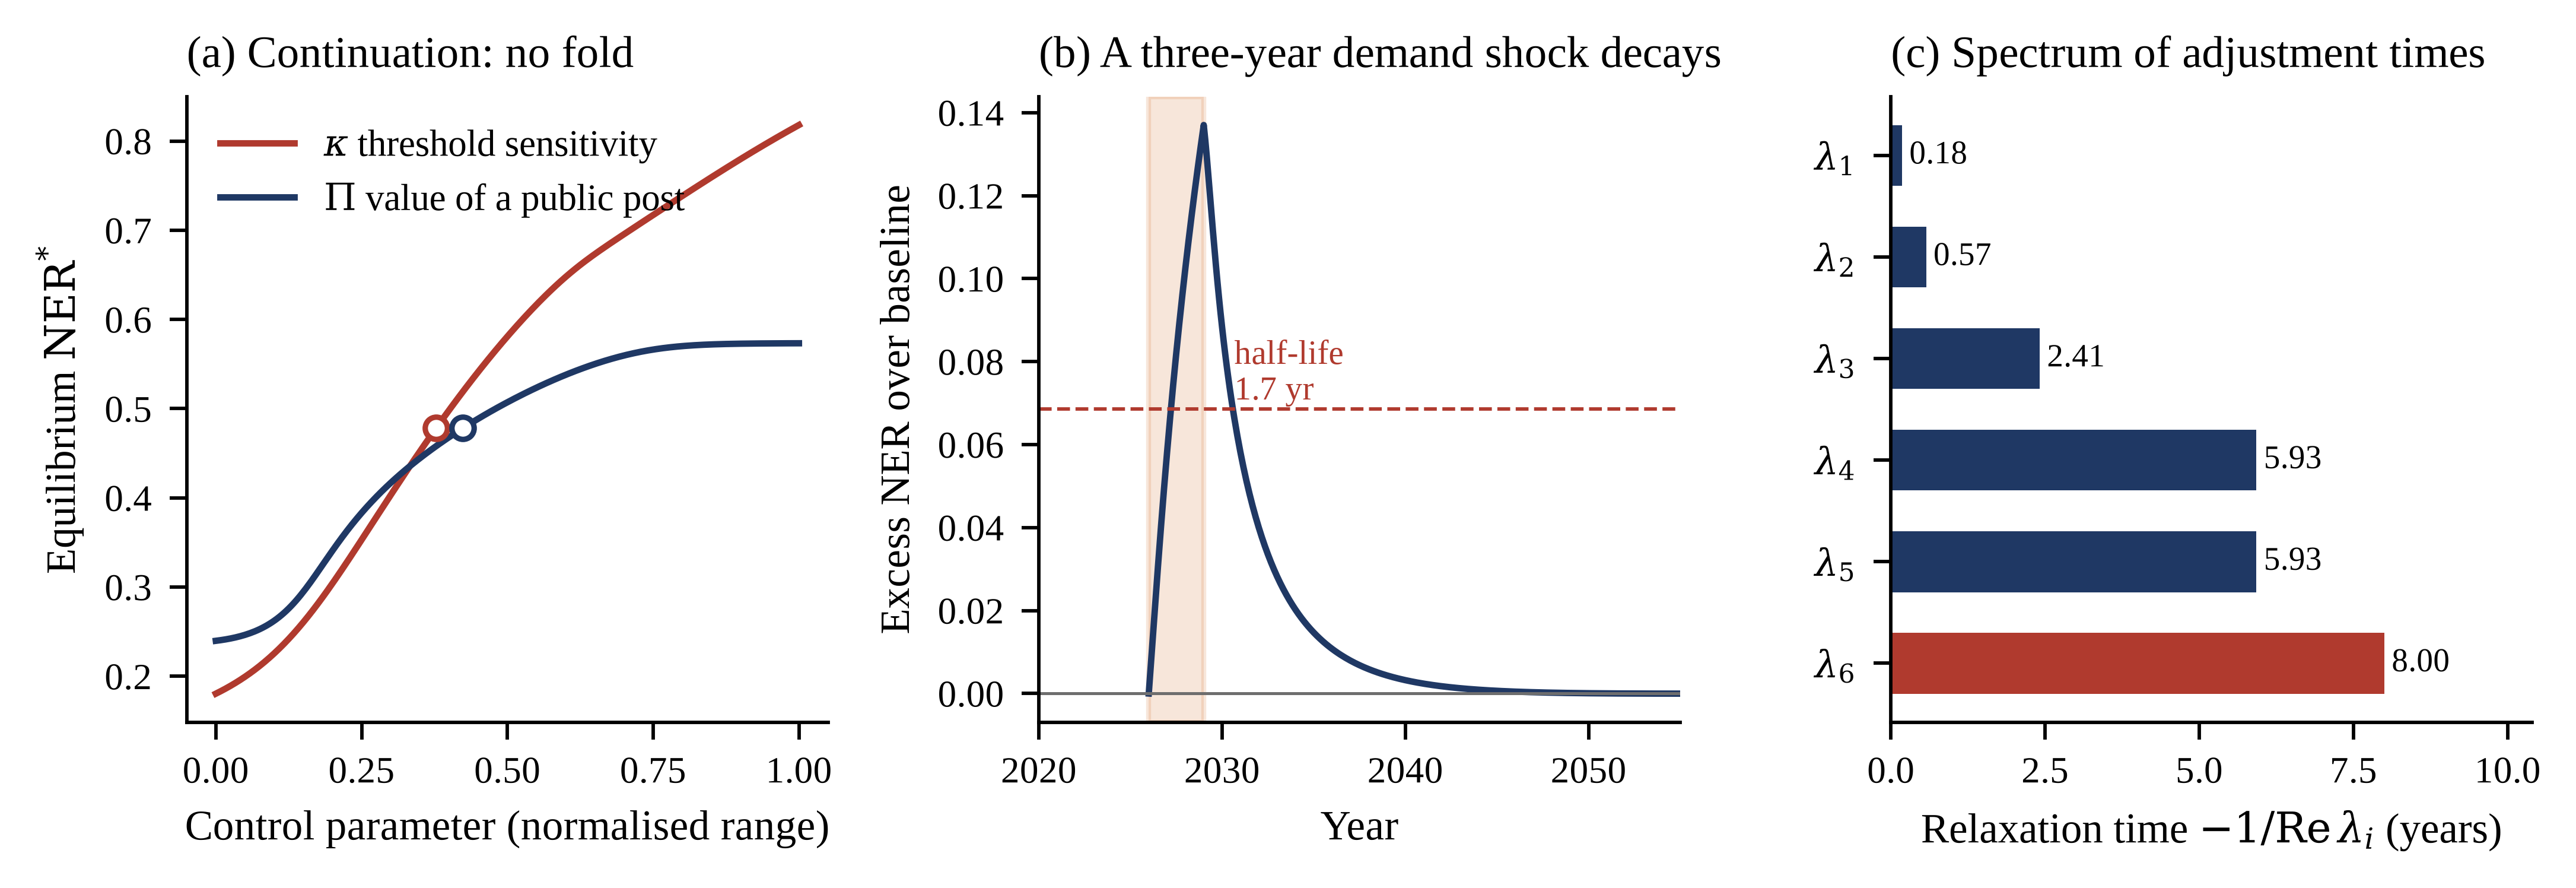 (a) Continuation: no fold
κ threshold sensitivity
Π value of a public post
0.8
0.7
0.6
0.5
0.4
0.3
0.2
Equilibrium NER*
0.00 0.25 0.50 0.75 1.00
Control parameter (normalised range)
(b) A three-year demand shock decays
0.14
0.12
0.10
0.08
0.06
0.04
0.02
0.00
Excess NER over baseline
half-life
1.7 yr
2020 2030 2040 2050
Year
(c) Spectrum of adjustment times
λ1 0.18
λ2 0.57
λ3 2.41
λ4 5.93
λ5 5.93
λ6 8.00
0.0 2.5 5.0 7.5 10.0
Relaxation time −1/Re λi (years)